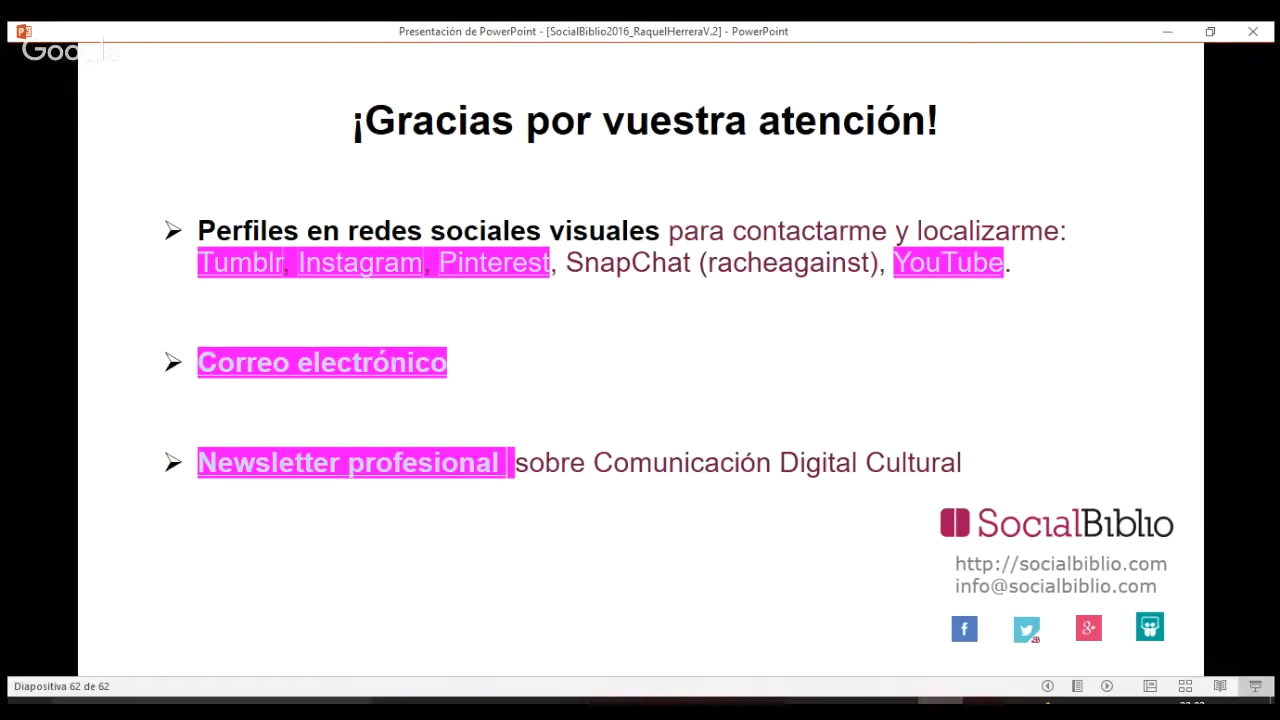 Presentación de PowerPoint - [SocialBiblio2016_RaquelHerreraV.2] - PowerPoint
Google
¡Gracias por vuestra atención!
Perfiles en redes sociales visuales para contactarme y localizarme:
Tumblr, Instagram, Pinterest, SnapChat (racheagainst), YouTube.
Correo electrónico
Newsletter profesional sobre Comunicación Digital Cultural
SocialBiblio
http://socialbiblio.com
info@socialbiblio.com
Diapositiva 62 de 62